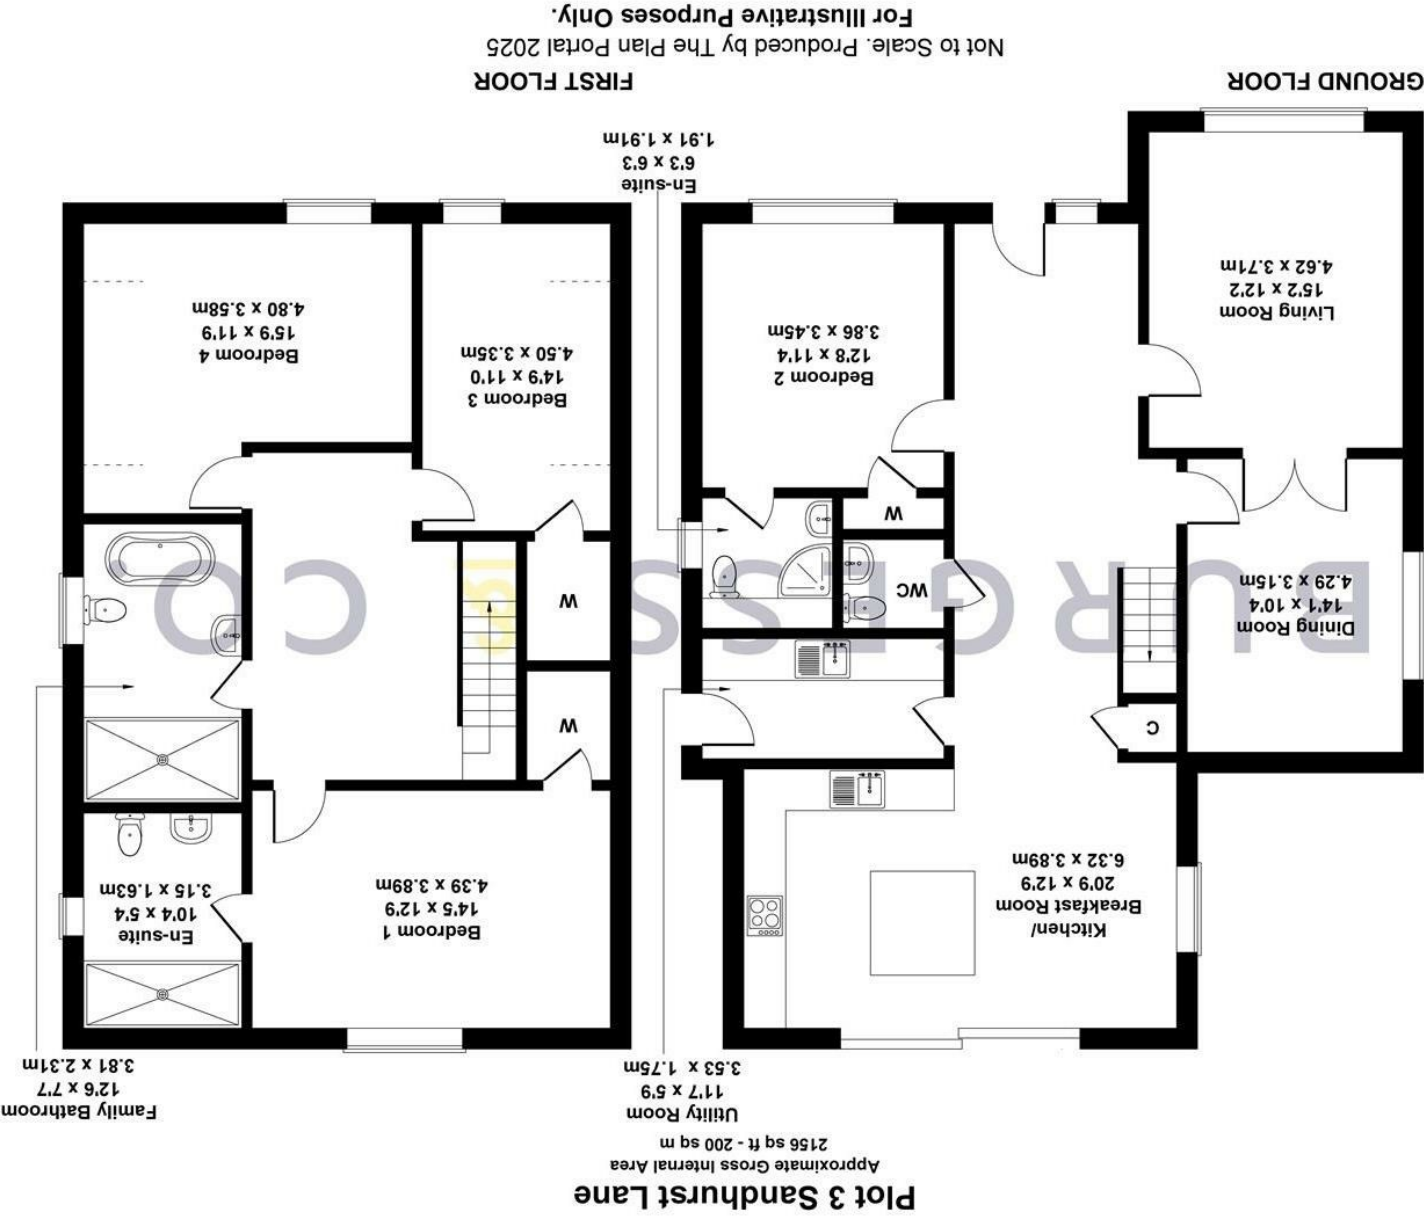 Plot 3 Sandhurst Lane
Approximate Gross Internal Area
2156 sq ft - 200 sq m
Utility Room
11'7 x 5'9
3.53 x 1.75m
Family Bathroom
12'6 x 7'7
3.81 x 2.31m
Kitchen/
Breakfast Room
20'9 x 12'9
6.32 x 3.89m
Bedroom 1
14'5 x 12'9
4.39 x 3.89m
En-suite
10'4 x 5'4
3.15 x 1.63m
C
W
W
Dining Room
14'1 x 10'4
4.29 x 3.15m
WC
W
BURGESS & CO
Living Room
15'2 x 12'2
4.62 x 3.71m
Bedroom 2
12'8 x 11'4
3.86 x 3.45m
Bedroom 3
14'9 x 11'0
4.50 x 3.35m
Bedroom 4
15'9 x 11'9
4.80 x 3.58m
En-suite
6'3 x 6'3
1.91 x 1.91m
GROUND FLOOR
FIRST FLOOR
Not to Scale. Produced by The Plan Portal 2025
For Illustrative Purposes Only.